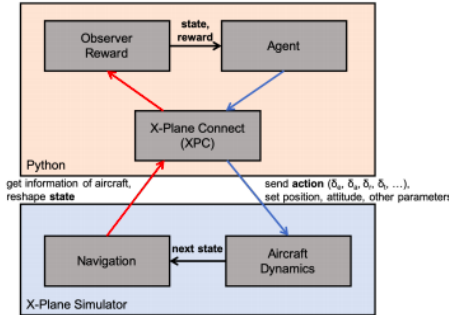 state,
reward
Observer
Reward
Agent
X-Plane Connect
(XPC)
Python
get information of aircraft,
reshape state
send action (δe, δa, δr, δt, …),
set position, attitude, other parameters
next state
Navigation
Aircraft
Dynamics
X-Plane Simulator